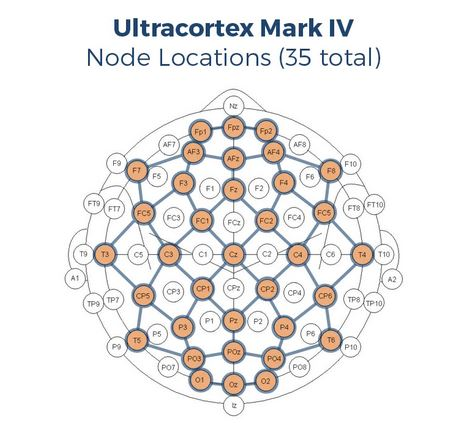 Ultracortex Mark IV
Node Locations (35 total)
Nz
Fp1 Fpz Fp2
AF7 AF3 AFz AF4 AF8
F9 F7 F5 F3 F1 Fz F2 F4 F6 F8 F10
FT9 FT7 FC5 FC3 FC1 FCz FC2 FC4 FC6 FT8 FT10
T9 T3 C5 C3 C1 Cz C2 C4 C6 T4 T10
A1 A2
TP9 TP7 CP5 CP3 CP1 CPz CP2 CP4 CP6 TP8 TP10
P9 T5 P5 P3 P1 Pz P2 P4 P6 T6 P10
PO7 PO3 POz PO4 PO8
O1 Oz O2
Iz